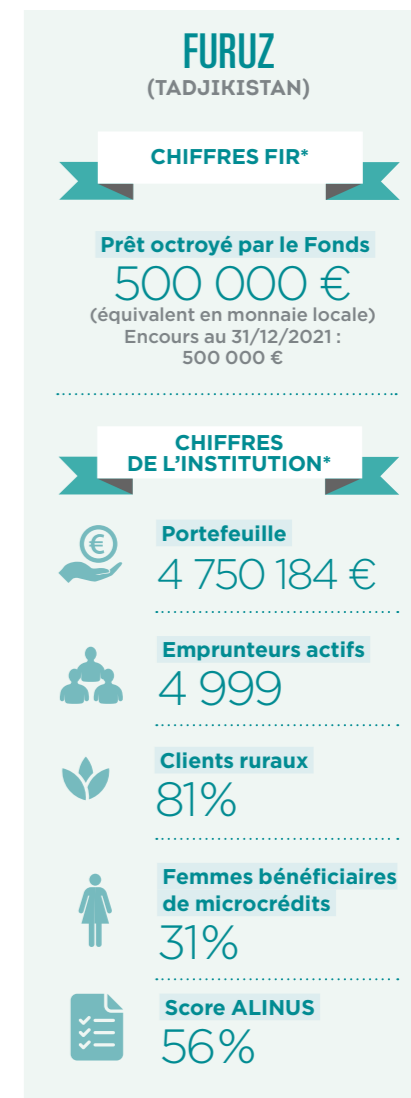 FURUZ
(TADJIKISTAN)
CHIFFRES FIR*
Prêt octroyé par le Fonds
500 000 €
(équivalent en monnaie locale)
Encours au 31/12/2021 :
500 000 €
CHIFFRES
DE L'INSTITUTION*
€
Portefeuille
4 750 184 €
Emprunteurs actifs
4 999
Clients ruraux
81%
Femmes bénéficiaires
de microcrédits
31%
Score ALINUS
56%